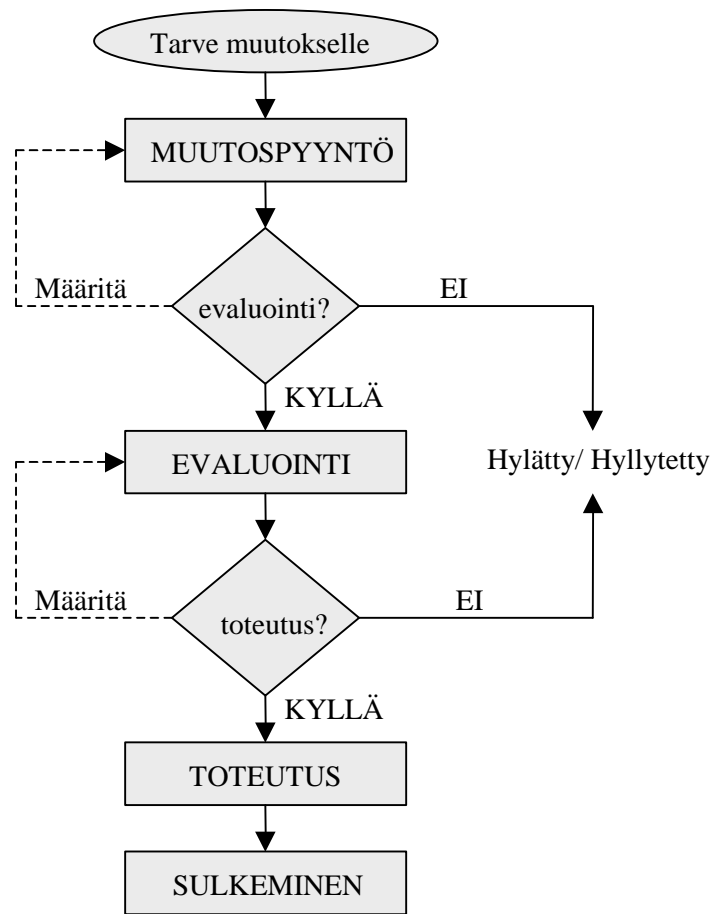 Tarve muutokselle
MUUTOSPYYNTÖ
Määritä
evaluointi?
EI
KYLLÄ
EVALUOINTI
Hylätty/ Hyllytetty
Määritä
toteutus?
EI
KYLLÄ
TOTEUTUS
SULKEMINEN